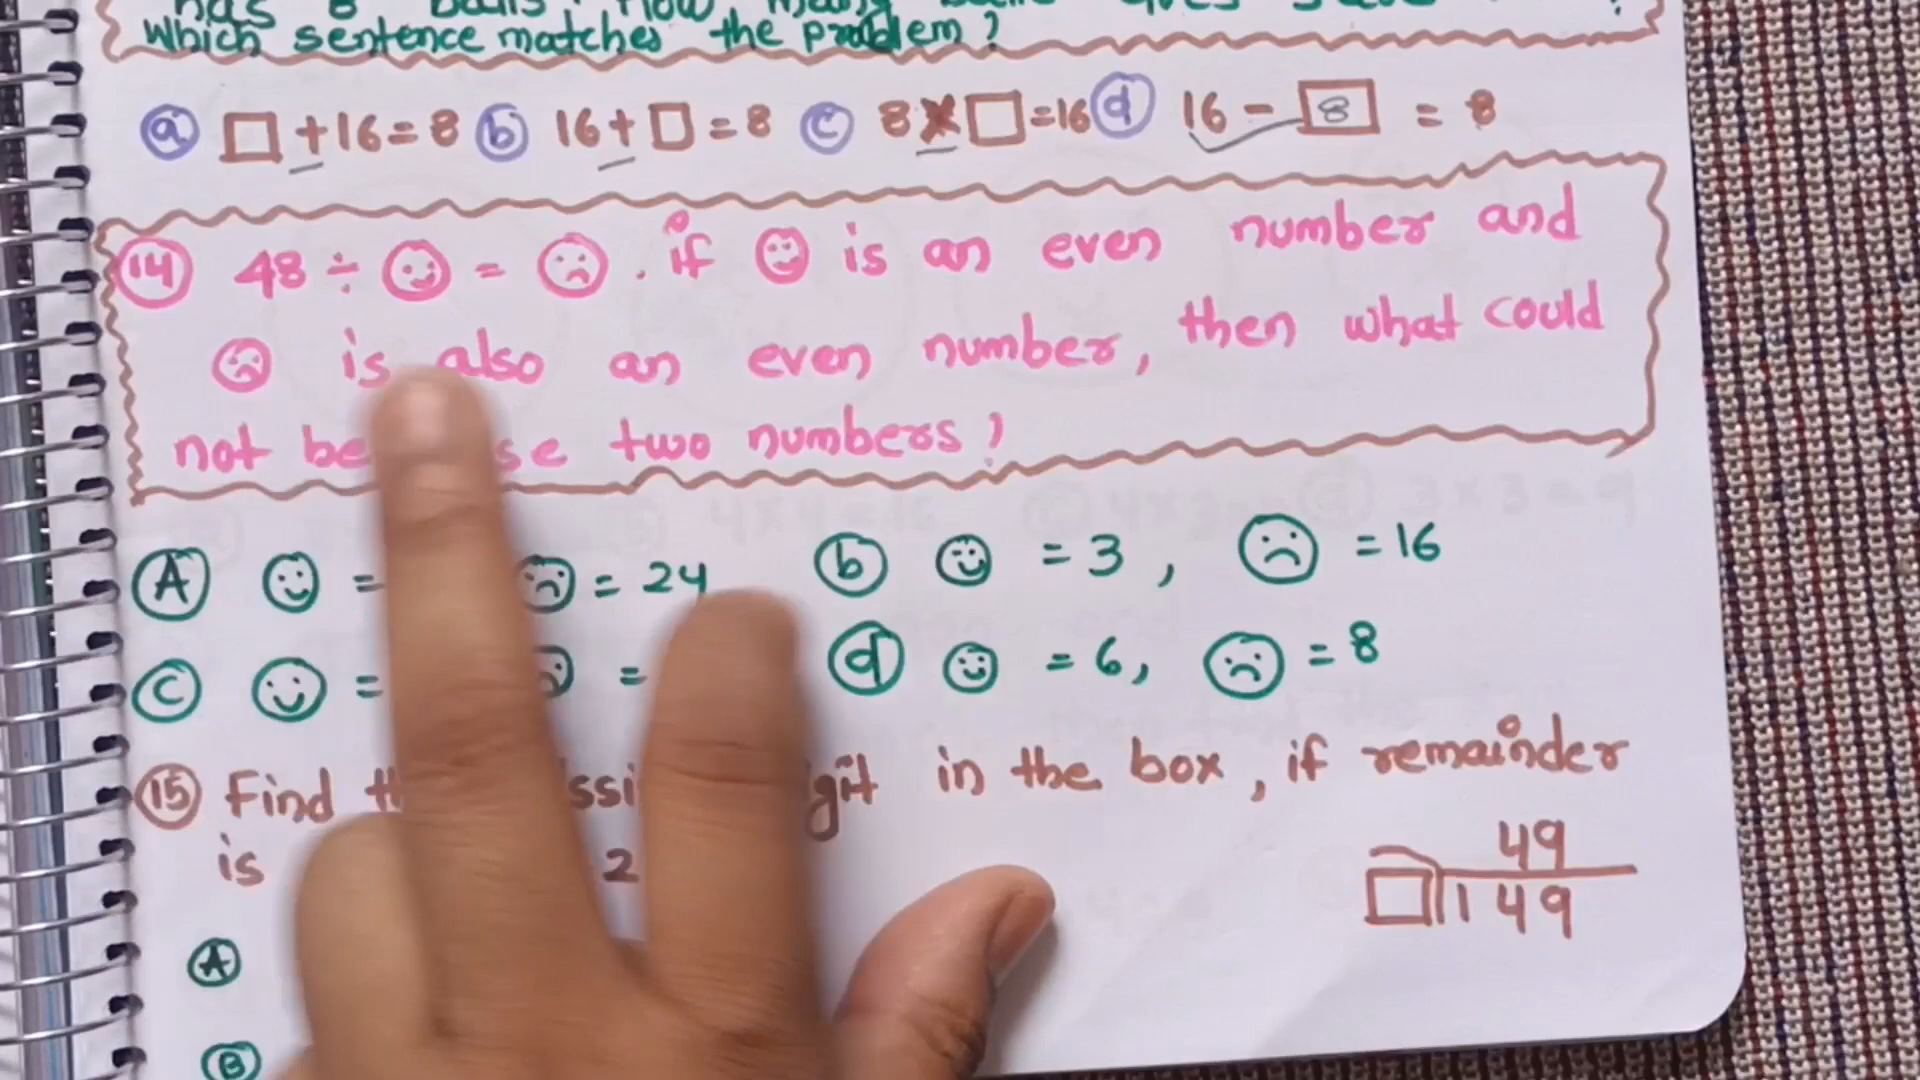 which sentence matches the problem?
ⓐ □ + 16 = 8 ⓑ 16 + □ = 8 ⓒ 8 × □ = 16 ⓓ 16 - 8 = 8
⑭ 48 ÷ ☺ = ☹. if ☺ is an even number and
☹ is also an even number, then what could
not be two numbers?
Ⓐ ☺ = ☹ = 24 ⓑ ☺ = 3, ☹ = 16
ⓒ ☺ = ☹ = ⓓ ☺ = 6, ☹ = 8
⑮ Find in the box, if remainder
is 2
49
□ 149
Ⓐ
Ⓑ